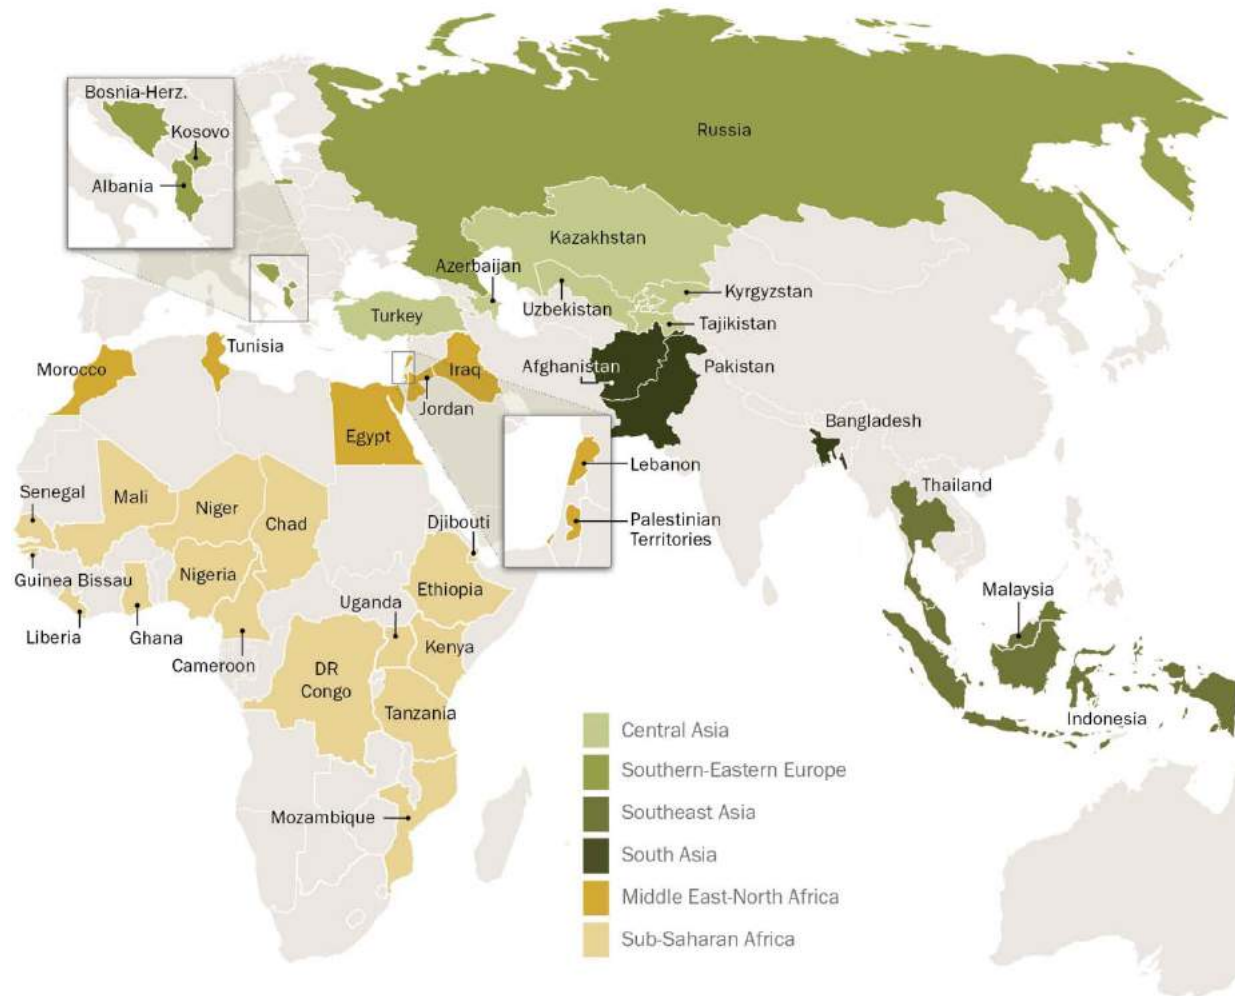 Bosnia-Herz.
Kosovo
Albania
Russia
Kazakhstan
Azerbaijan
Uzbekistan
Kyrgyzstan
Turkey
Tajikistan
Tunisia
Morocco
Iraq
Afghanistan
Pakistan
Jordan
Egypt
Bangladesh
Lebanon
Thailand
Senegal
Mali
Niger
Chad
Djibouti
Palestinian
Territories
Guinea Bissau
Nigeria
Ethiopia
Uganda
Malaysia
Liberia
Ghana
Cameroon
Kenya
DR
Congo
Tanzania
Indonesia
Mozambique
Central Asia
Southern-Eastern Europe
Southeast Asia
South Asia
Middle East-North Africa
Sub-Saharan Africa